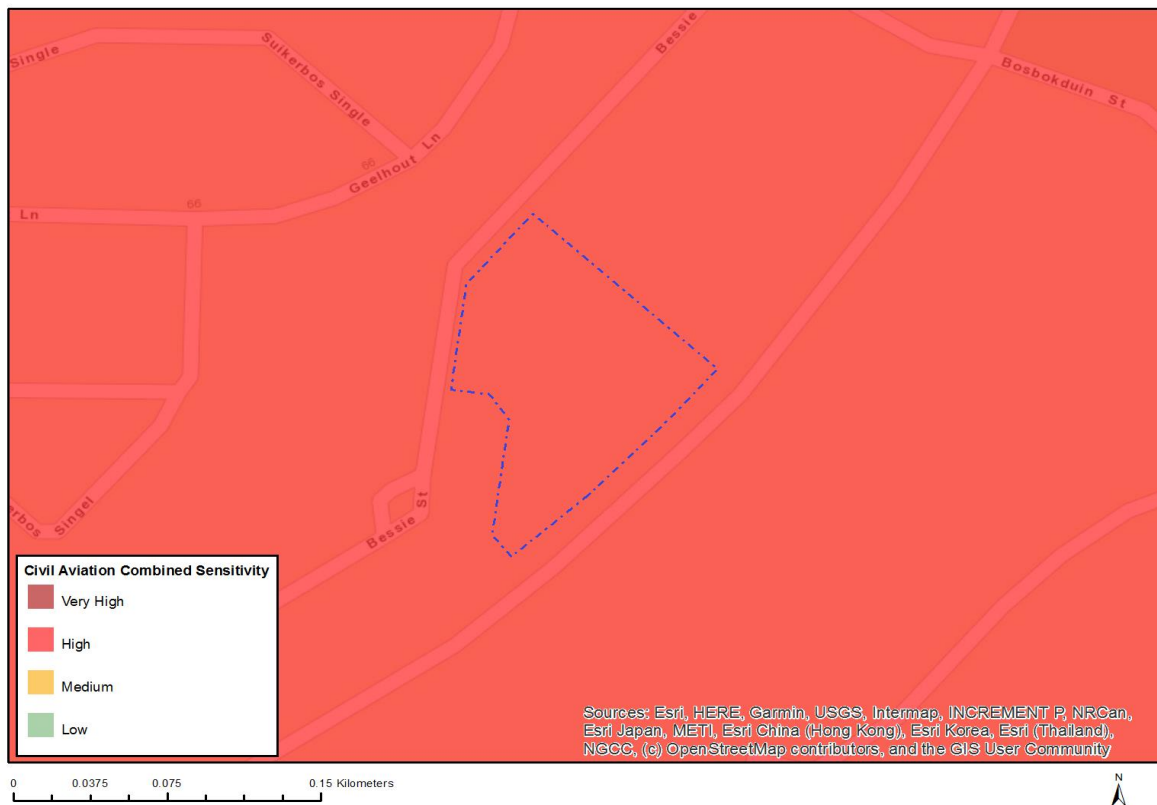 Single
Suikerbos Single
Bessie
Bosbokduin St
Geelhout Ln
66
66
Ln
erbos Singel
Bessie St
Civil Aviation Combined Sensitivity
Very High
High
Medium
Low
Sources: Esri, HERE, Garmin, USGS, Intermap, INCREMENT P, NRCan,
Esri Japan, METI, Esri China (Hong Kong), Esri Korea, Esri (Thailand),
NGCC, (c) OpenStreetMap contributors, and the GIS User Community
0 0.0375 0.075 0.15 Kilometers
N